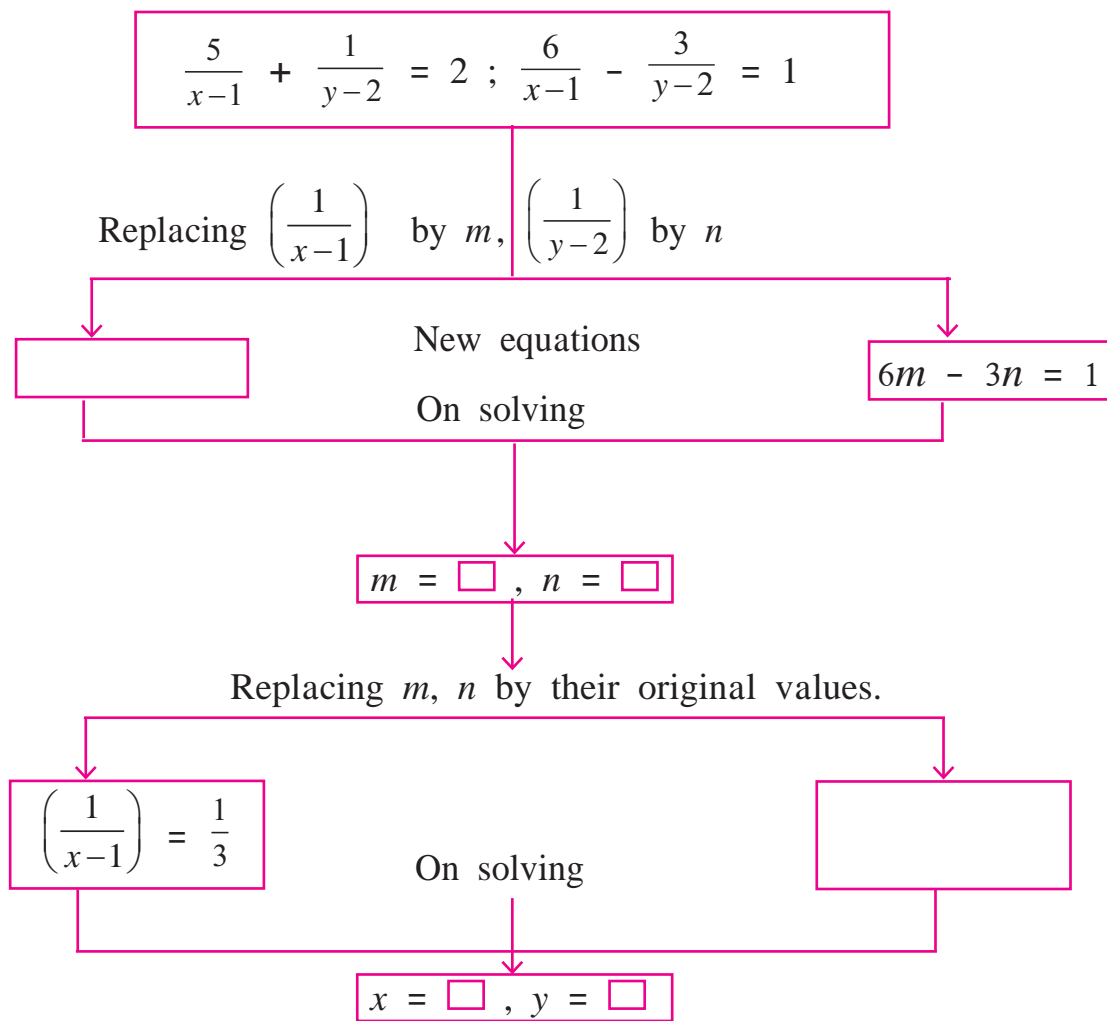 5/(x−1) + 1/(y−2) = 2 ; 6/(x−1) - 3/(y−2) = 1
Replacing (1/(x−1)) by m, (1/(y−2)) by n
New equations
6m - 3n = 1
On solving
m = □ , n = □
Replacing m, n by their original values.
(1/(x−1)) = 1/3
On solving
x = □ , y = □